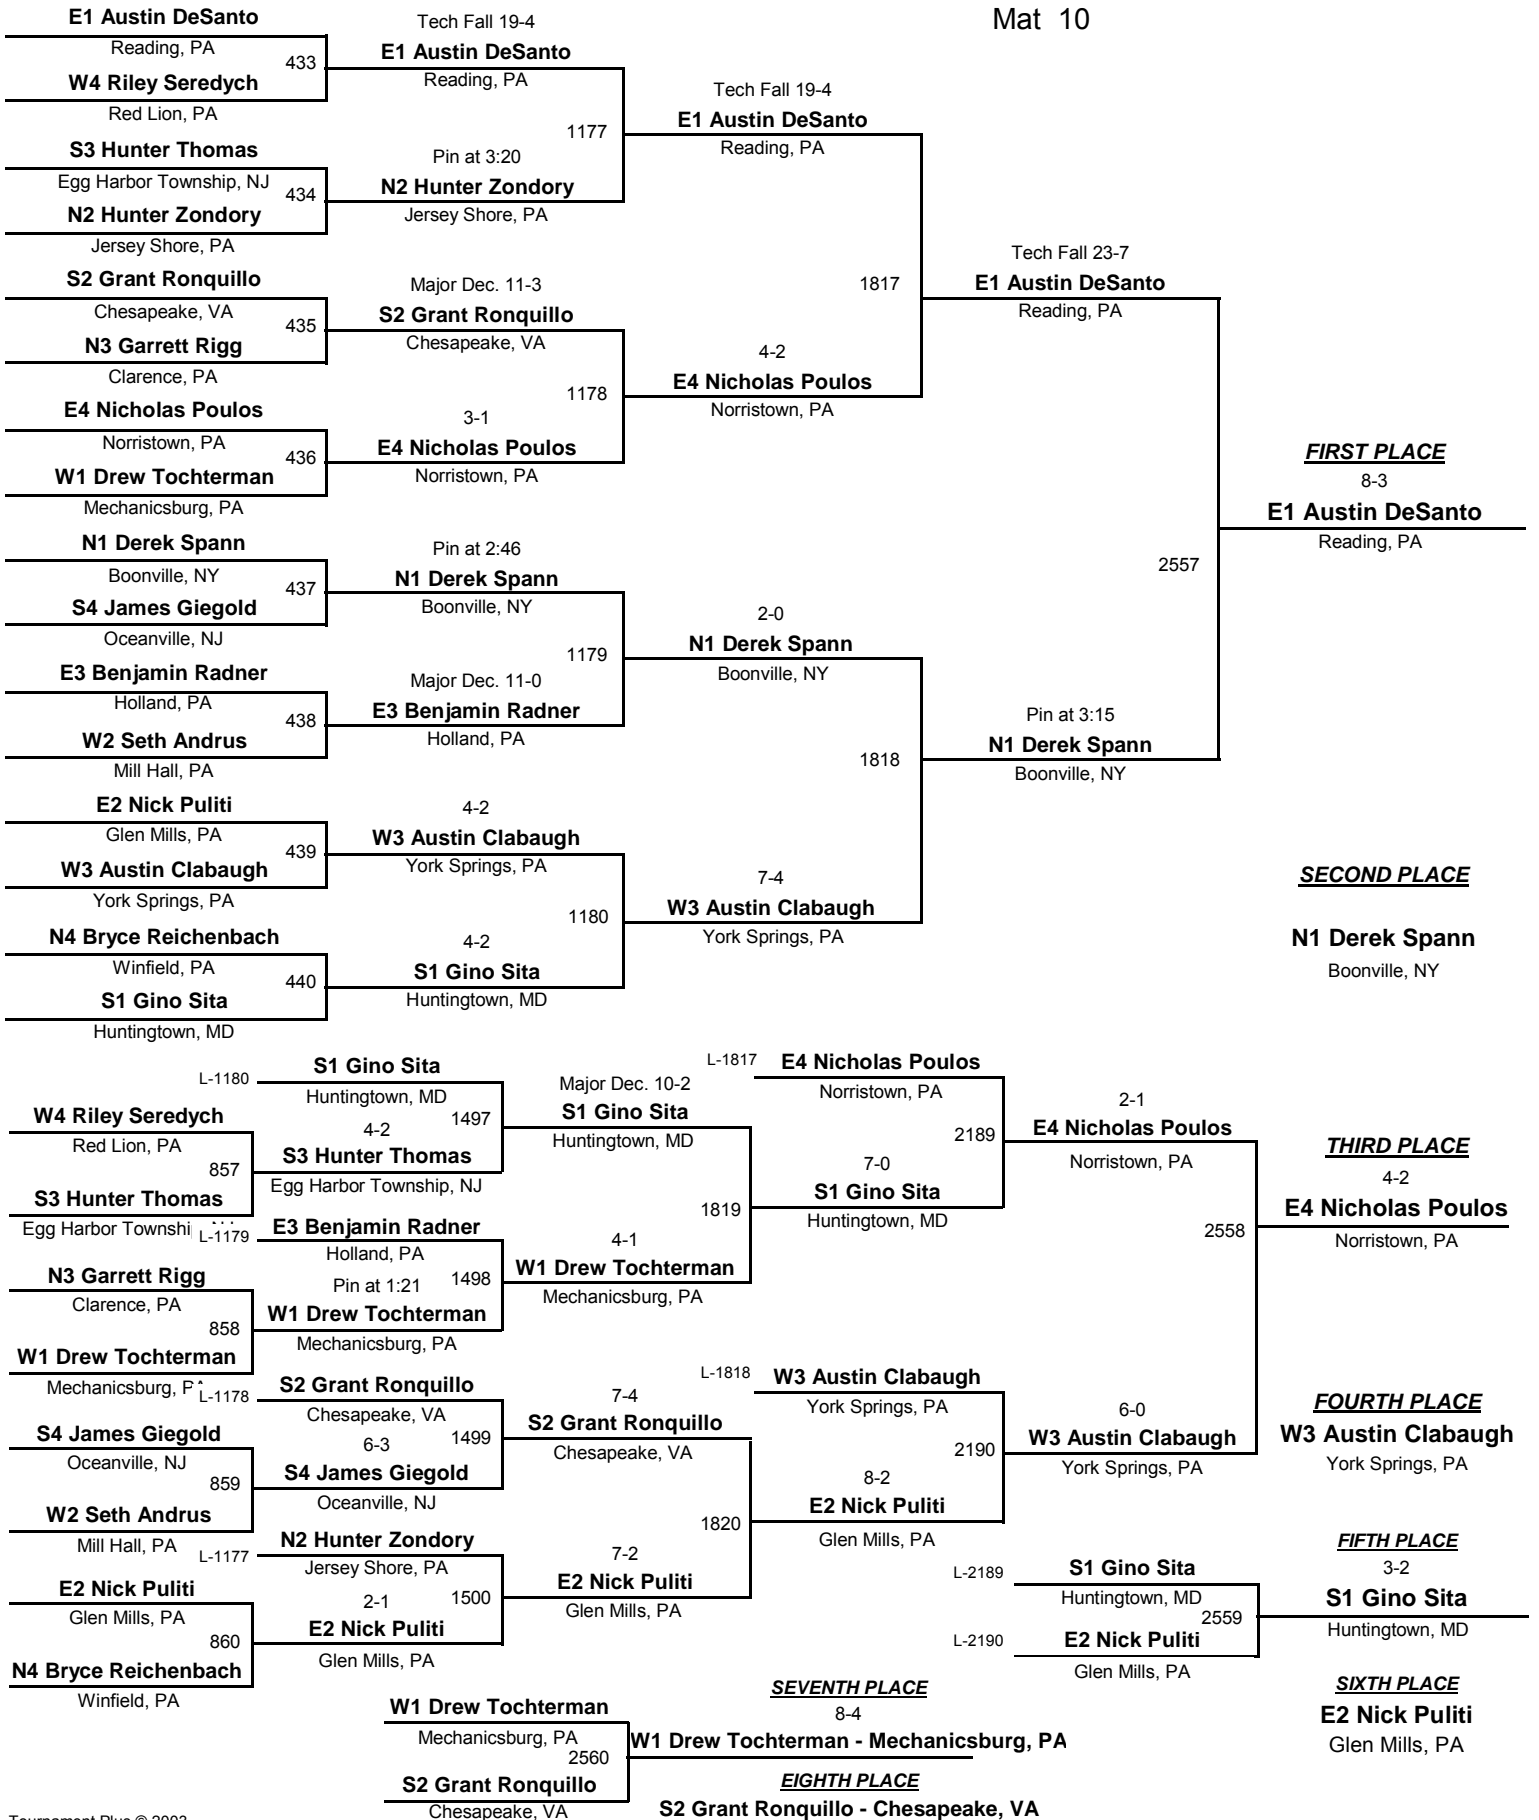 Mat 10
E1 Austin DeSanto
Reading, PA
433
W4 Riley Seredych
Red Lion, PA
S3 Hunter Thomas
Egg Harbor Township, NJ
434
N2 Hunter Zondory
Jersey Shore, PA
S2 Grant Ronquillo
Chesapeake, VA
435
N3 Garrett Rigg
Clarence, PA
E4 Nicholas Poulos
Norristown, PA
436
W1 Drew Tochterman
Mechanicsburg, PA
N1 Derek Spann
Boonville, NY
437
S4 James Giegold
Oceanville, NJ
E3 Benjamin Radner
Holland, PA
438
W2 Seth Andrus
Mill Hall, PA
E2 Nick Puliti
Glen Mills, PA
439
W3 Austin Clabaugh
York Springs, PA
N4 Bryce Reichenbach
Winfield, PA
440
S1 Gino Sita
Huntingtown, MD
Tech Fall 19-4
E1 Austin DeSanto
Reading, PA
1177
Pin at 3:20
N2 Hunter Zondory
Jersey Shore, PA
Major Dec. 11-3
S2 Grant Ronquillo
Chesapeake, VA
1178
3-1
E4 Nicholas Poulos
Norristown, PA
Pin at 2:46
N1 Derek Spann
Boonville, NY
1179
Major Dec. 11-0
E3 Benjamin Radner
Holland, PA
4-2
W3 Austin Clabaugh
York Springs, PA
1180
4-2
S1 Gino Sita
Huntingtown, MD
Tech Fall 19-4
E1 Austin DeSanto
Reading, PA
1817
4-2
E4 Nicholas Poulos
Norristown, PA
2-0
N1 Derek Spann
Boonville, NY
1818
7-4
W3 Austin Clabaugh
York Springs, PA
Tech Fall 23-7
E1 Austin DeSanto
Reading, PA
2557
Pin at 3:15
N1 Derek Spann
Boonville, NY
FIRST PLACE
8-3
E1 Austin DeSanto
Reading, PA
SECOND PLACE
N1 Derek Spann
Boonville, NY
W4 Riley Seredych
Red Lion, PA
857
S3 Hunter Thomas
Egg Harbor Townshi
N3 Garrett Rigg
Clarence, PA
858
W1 Drew Tochterman
Mechanicsburg,
S4 James Giegold
Oceanville, NJ
859
W2 Seth Andrus
Mill Hall, PA
E2 Nick Puliti
Glen Mills, PA
860
N4 Bryce Reichenbach
Winfield, PA
L-1180
S1 Gino Sita
Huntingtown, MD
1497
4-2
S3 Hunter Thomas
Egg Harbor Township, NJ
L-1179
E3 Benjamin Radner
Holland, PA
1498
Pin at 1:21
W1 Drew Tochterman
Mechanicsburg, PA
L-1178
S2 Grant Ronquillo
Chesapeake, VA
1499
6-3
S4 James Giegold
Oceanville, NJ
L-1177
N2 Hunter Zondory
Jersey Shore, PA
1500
2-1
E2 Nick Puliti
Glen Mills, PA
Major Dec. 10-2
S1 Gino Sita
Huntingtown, MD
1819
4-1
W1 Drew Tochterman
Mechanicsburg, PA
7-4
S2 Grant Ronquillo
Chesapeake, VA
1820
7-2
E2 Nick Puliti
Glen Mills, PA
L-1817
E4 Nicholas Poulos
Norristown, PA
2189
7-0
S1 Gino Sita
Huntingtown, MD
L-1818
W3 Austin Clabaugh
York Springs, PA
2190
8-2
E2 Nick Puliti
Glen Mills, PA
2-1
E4 Nicholas Poulos
Norristown, PA
2558
6-0
W3 Austin Clabaugh
York Springs, PA
THIRD PLACE
4-2
E4 Nicholas Poulos
Norristown, PA
FOURTH PLACE
W3 Austin Clabaugh
York Springs, PA
L-2189
S1 Gino Sita
Huntingtown, MD
2559
L-2190
E2 Nick Puliti
Glen Mills, PA
FIFTH PLACE
3-2
S1 Gino Sita
Huntingtown, MD
SIXTH PLACE
E2 Nick Puliti
Glen Mills, PA
W1 Drew Tochterman
Mechanicsburg, PA
2560
S2 Grant Ronquillo
Chesapeake, VA
SEVENTH PLACE
8-4
W1 Drew Tochterman - Mechanicsburg, PA
EIGHTH PLACE
S2 Grant Ronquillo - Chesapeake, VA
Tournament Plus © 2003